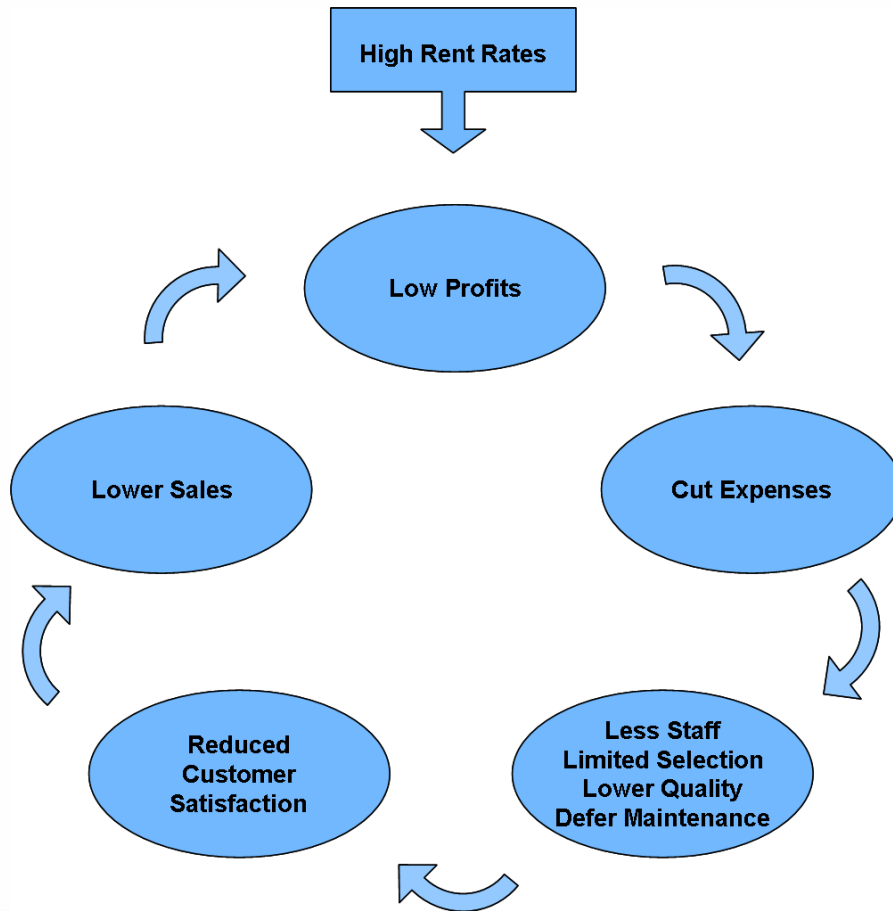 High Rent Rates
Low Profits
Cut Expenses
Less Staff
Limited Selection
Lower Quality
Defer Maintenance
Reduced
Customer
Satisfaction
Lower Sales